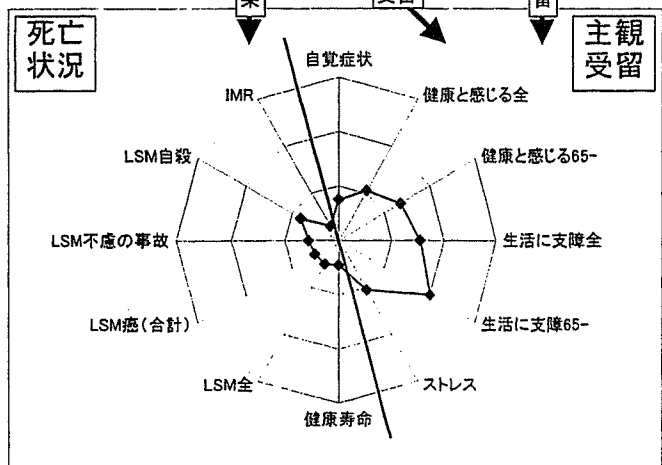 受留
留
死亡
状況
主観
受留
自覚症状
IMR
健康と感じる全
LSM自殺
健康と感じる65-
LSM不慮の事故
生活に支障全
LSM癌(合計)
生活に支障65-
LSM全
ストレス
健康寿命